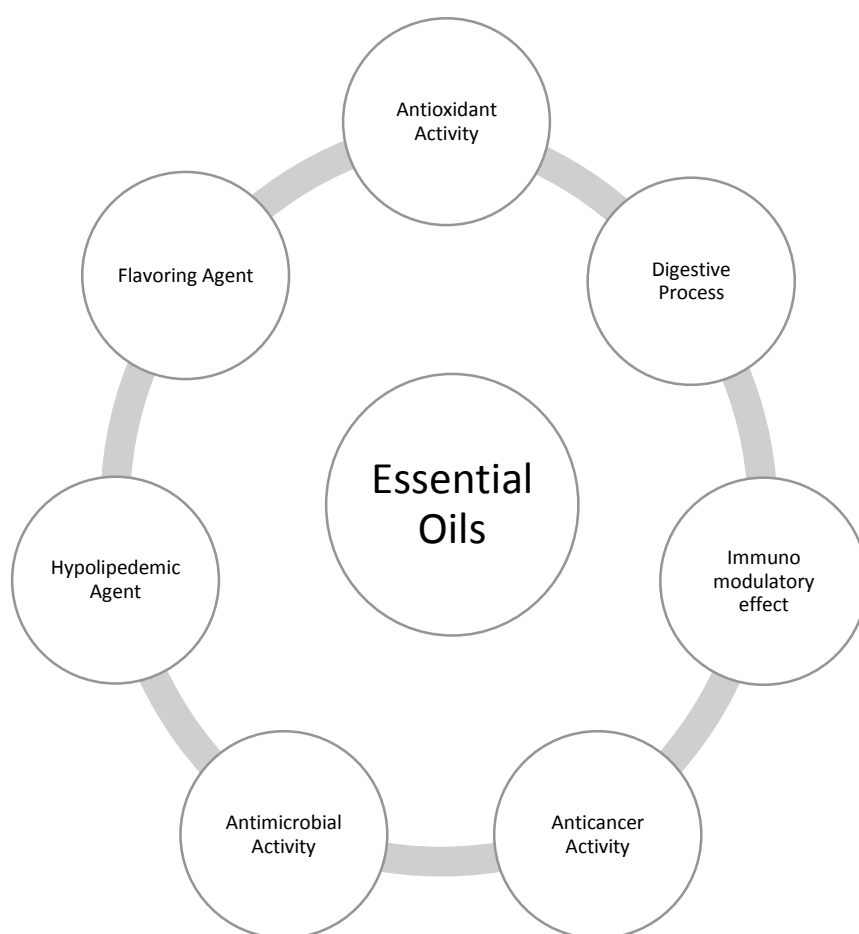 Antioxidant
Activity
Digestive
Process
Immuno
modulatory
effect
Anticancer
Activity
Antimicrobial
Activity
Hypolipedemic
Agent
Flavoring Agent
Essential
Oils